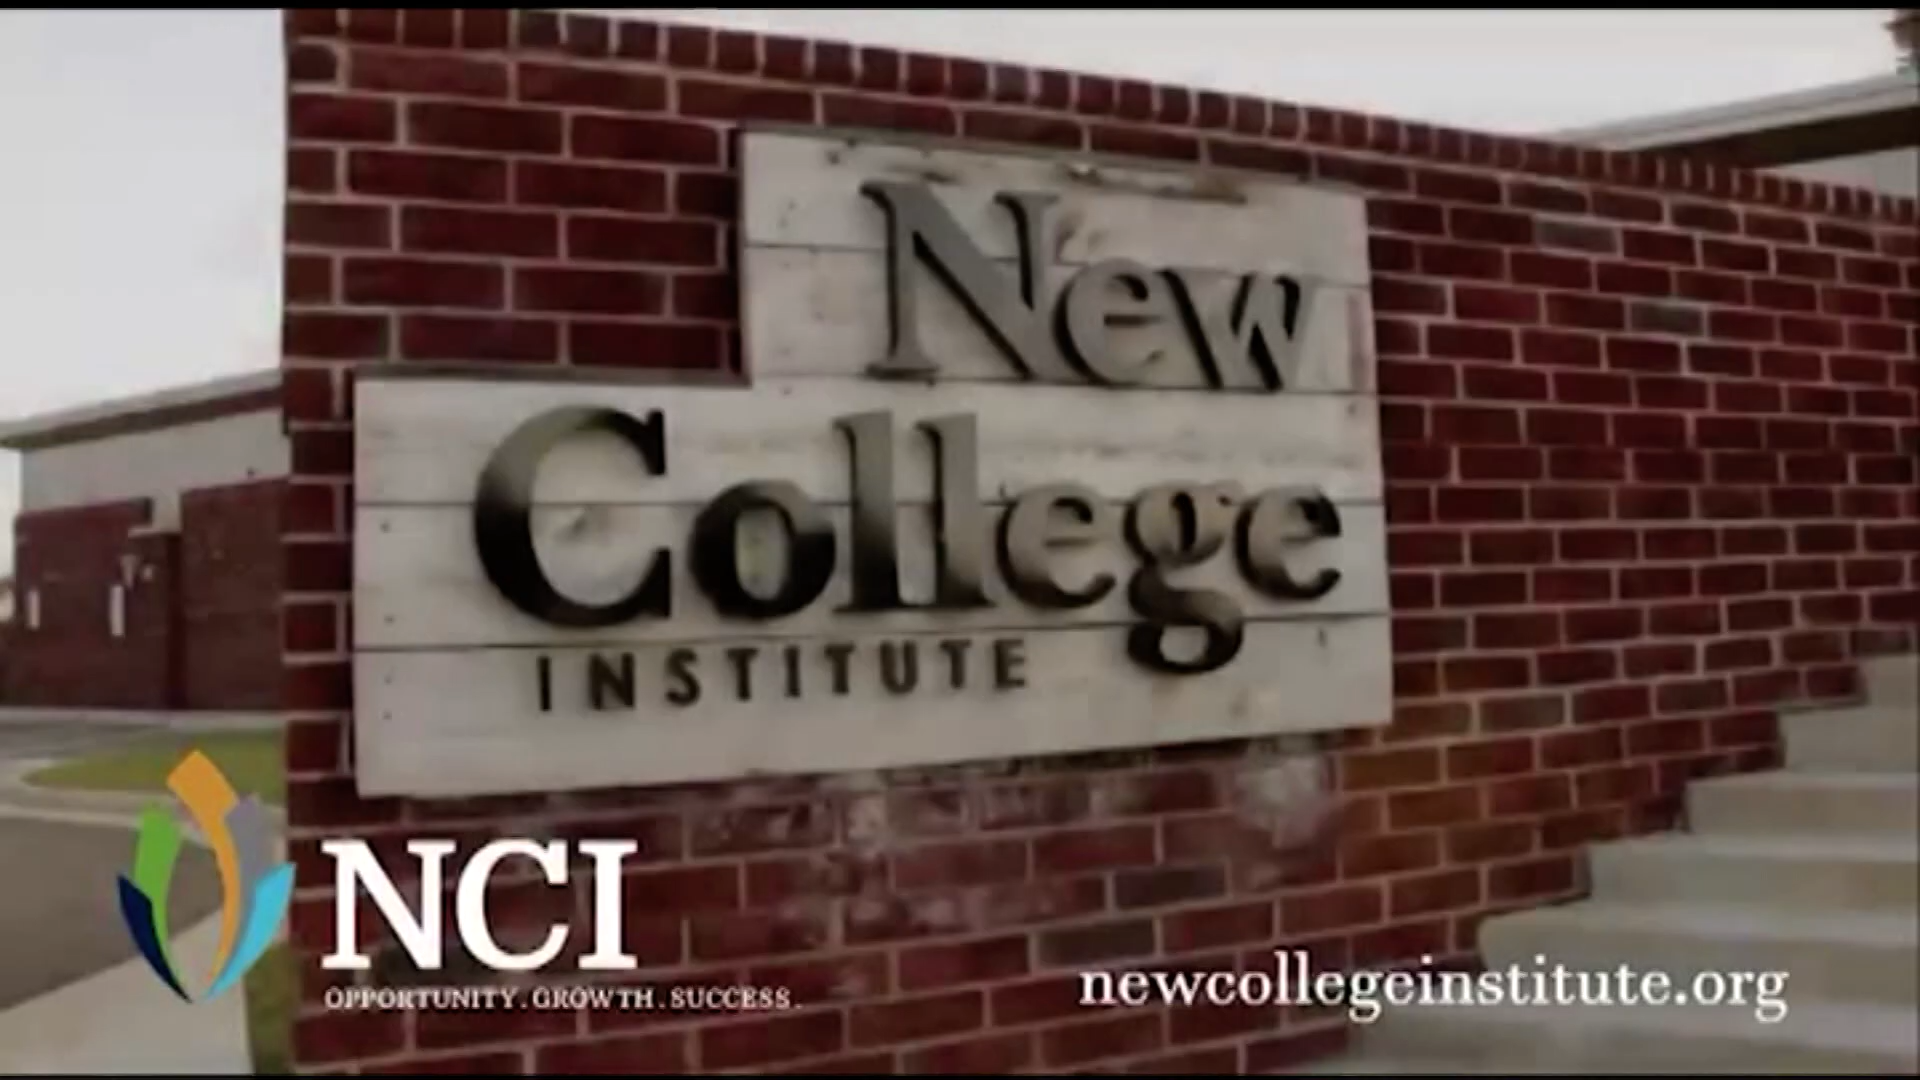 New
College
INSTITUTE
NCI
OPPORTUNITY. GROWTH. SUCCESS.
newcollegeinstitute.org